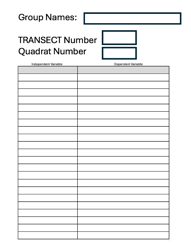 Group Names:
TRANSECT Number
Quadrat Number
Independent Variable Dependent Variable